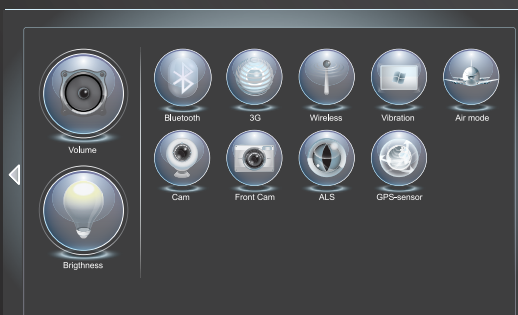 Volume
Brigthness
Bluetooth 3G Wireless Vibration Air mode
Cam Front Cam ALS GPS-sensor